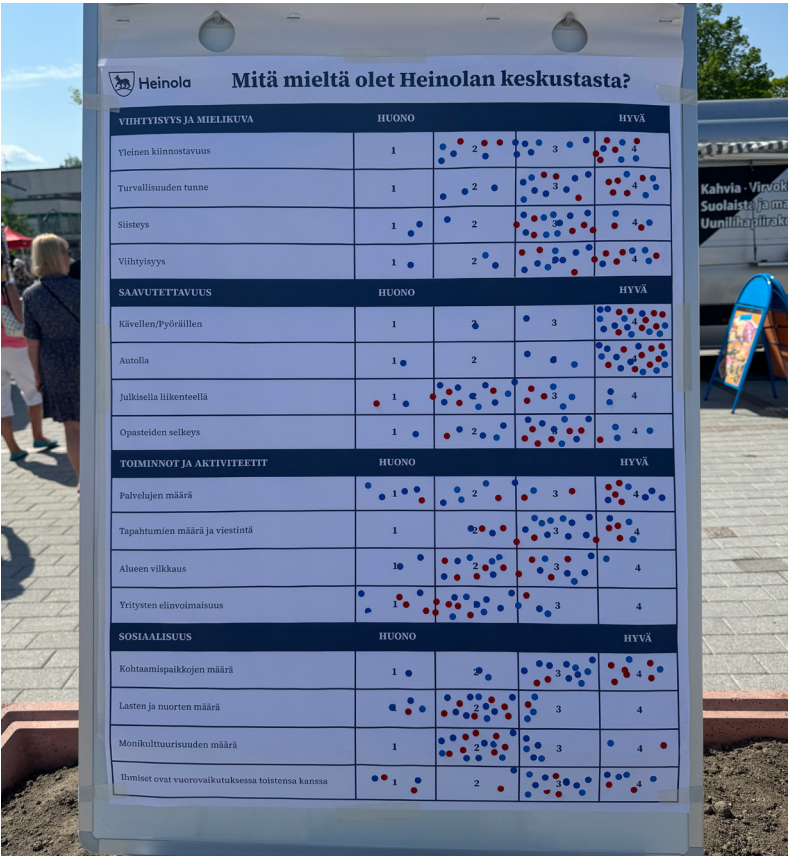 Heinola
Mitä mieltä olet Heinolan keskustasta?
VIIHTYISYYS JA MIELIKUVA HUONO HYVÄ
Yleinen kiinnostavuus 1 2 3 4
Turvallisuuden tunne 1 2 3 4
Siisteys 1 2 3 4
Viihtyisyys 1 2 3 4
SAAVUTETTAVUUS HUONO HYVÄ
Kävellen/Pyöräillen 1 2 3 4
Autolla 1 2 3 4
Julkisella liikenteellä 1 2 3 4
Opasteiden selkeys 1 2 3 4
TOIMINNOT JA AKTIVITEETIT HUONO HYVÄ
Palvelujen määrä 1 2 3 4
Tapahtumien määrä ja viestintä 1 2 3 4
Alueen vilkkaus 1 2 3 4
Yritysten elinvoimaisuus 1 2 3 4
SOSIAALISUUS HUONO HYVÄ
Kohtaamispaikkojen määrä 1 2 3 4
Lasten ja nuorten määrä 1 2 3 4
Monikulttuurisuuden määrä 1 2 3 4
Ihmiset ovat vuorovaikutuksessa toistensa kanssa 1 2 3 4
Kahvia · Virvok
Suolaista ja ma
Uunilihapiirak